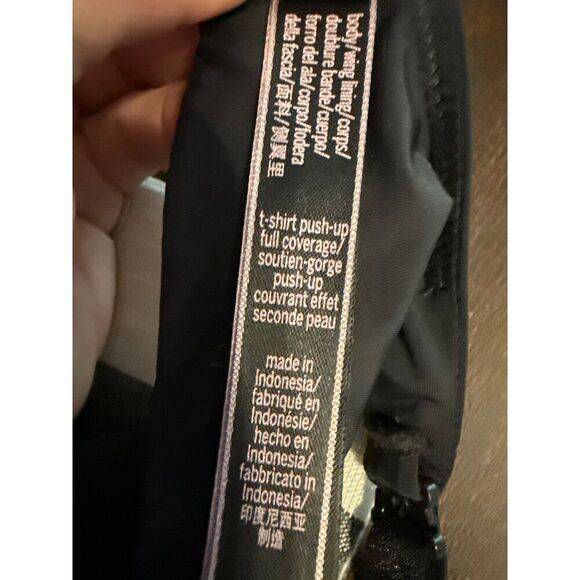 body/wing lining/corps/
doublure bande/cuerpo/
forro del ala/corpo/fodera
della fascia/面料/侧翼里
t-shirt push-up
full coverage/
soutien-gorge
push-up
couvrant effet
seconde peau
made in
Indonesia/
fabriqué en
Indonésie/
hecho en
Indonesia/
fabbricato in
Indonesia/
印度尼西亚
制造